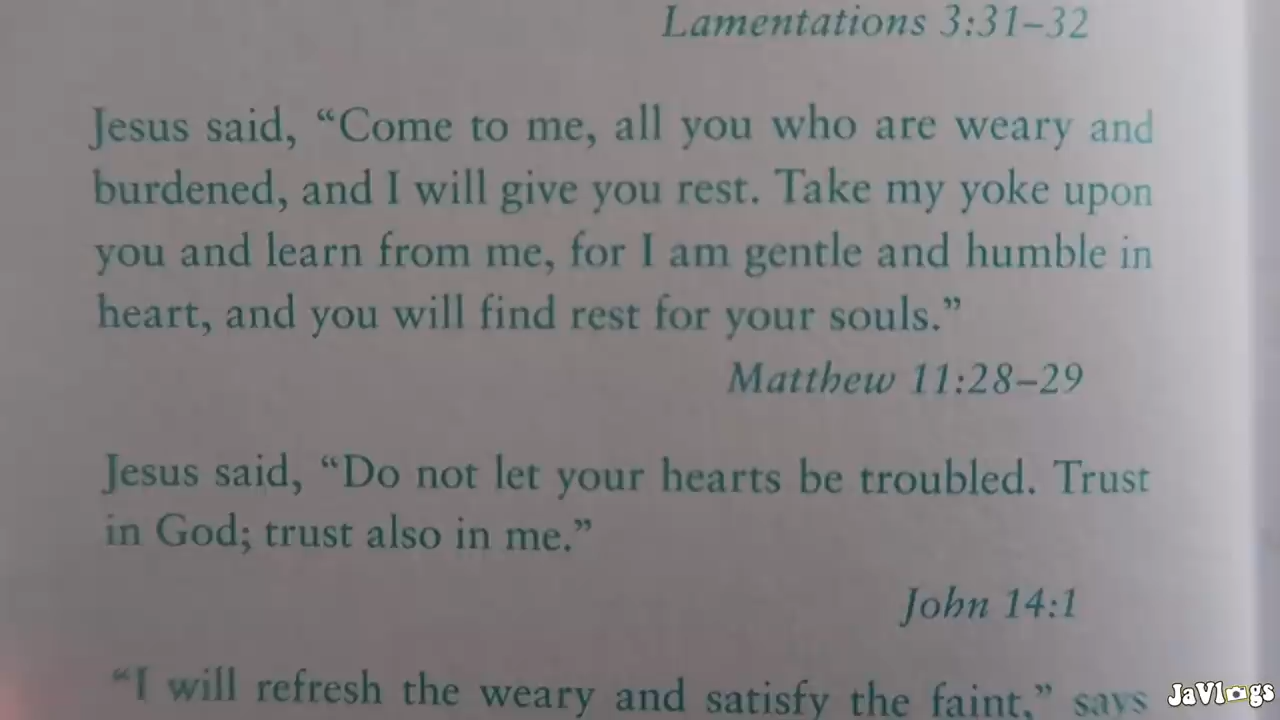 Lamentations 3:31–32
Jesus said, “Come to me, all you who are weary and
burdened, and I will give you rest. Take my yoke upon
you and learn from me, for I am gentle and humble in
heart, and you will find rest for your souls.”
Matthew 11:28–29
Jesus said, “Do not let your hearts be troubled. Trust
in God; trust also in me.”
John 14:1
“I will refresh the weary and satisfy the faint,” says
JaVlogs